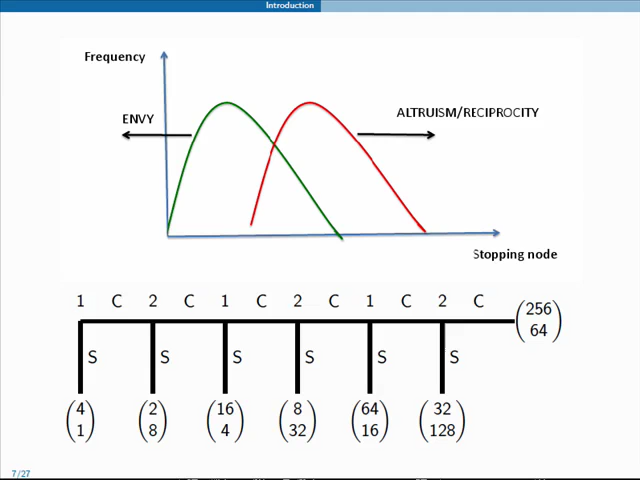 Introduction
Frequency
ENVY
ALTRUISM/RECIPROCITY
Stopping node
1 C 2 C 1 C 2 C 1 C 2 C
256
64
S S S S S S
4 2 16 8 64 32
1 8 4 32 16 128
7/27